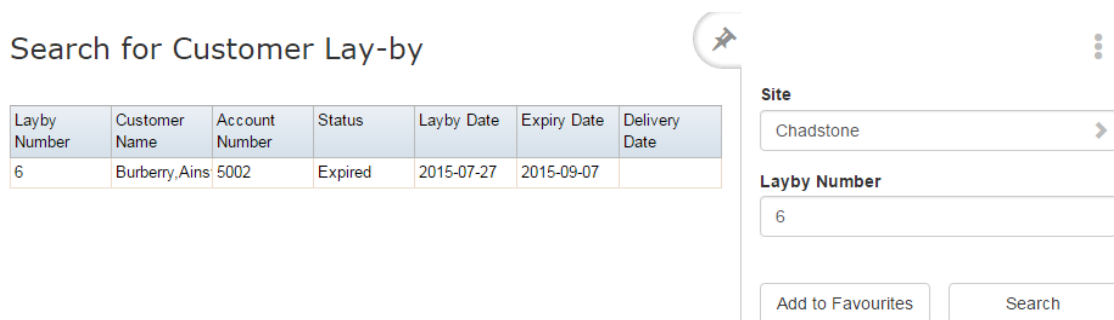 Search for Customer Lay-by
Layby Number Customer Name Account Number Status Layby Date Expiry Date Delivery Date
6 Burberry,Ains 5002 Expired 2015-07-27 2015-09-07
Site
Chadstone
Layby Number
6
Add to Favourites Search